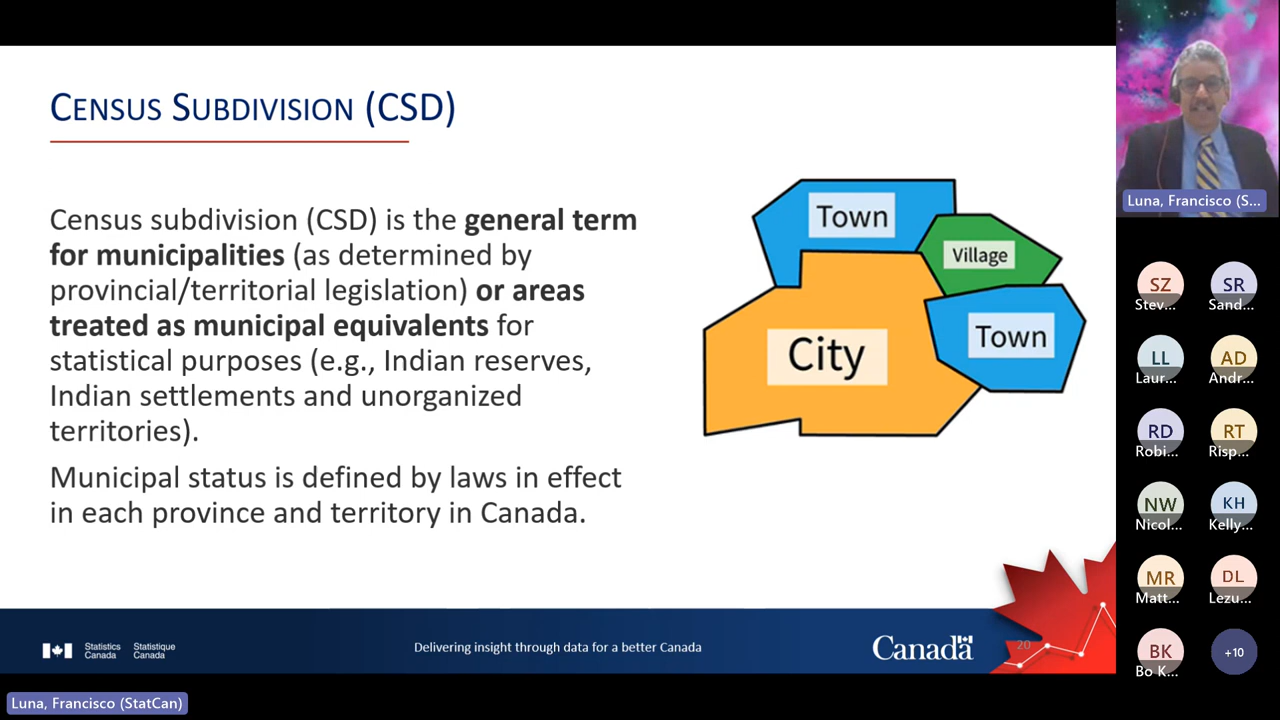 CENSUS SUBDIVISION (CSD)
Census subdivision (CSD) is the general term
for municipalities (as determined by
provincial/territorial legislation) or areas
treated as municipal equivalents for
statistical purposes (e.g., Indian reserves,
Indian settlements and unorganized
territories).
Municipal status is defined by laws in effect
in each province and territory in Canada.
Town
Village
City
Town
Statistics
Canada
Statistique
Canada
Delivering insight through data for a better Canada
Canada
20
Luna, Francisco (StatCan)
Luna, Francisco (S...
SZ
Stev...
SR
Sand...
LL
Laur...
AD
Andr...
RD
Robi...
RT
Risp...
NW
Nicol...
KH
Kelly...
MR
Matt...
DL
Lezu...
BK
Bo K...
+10